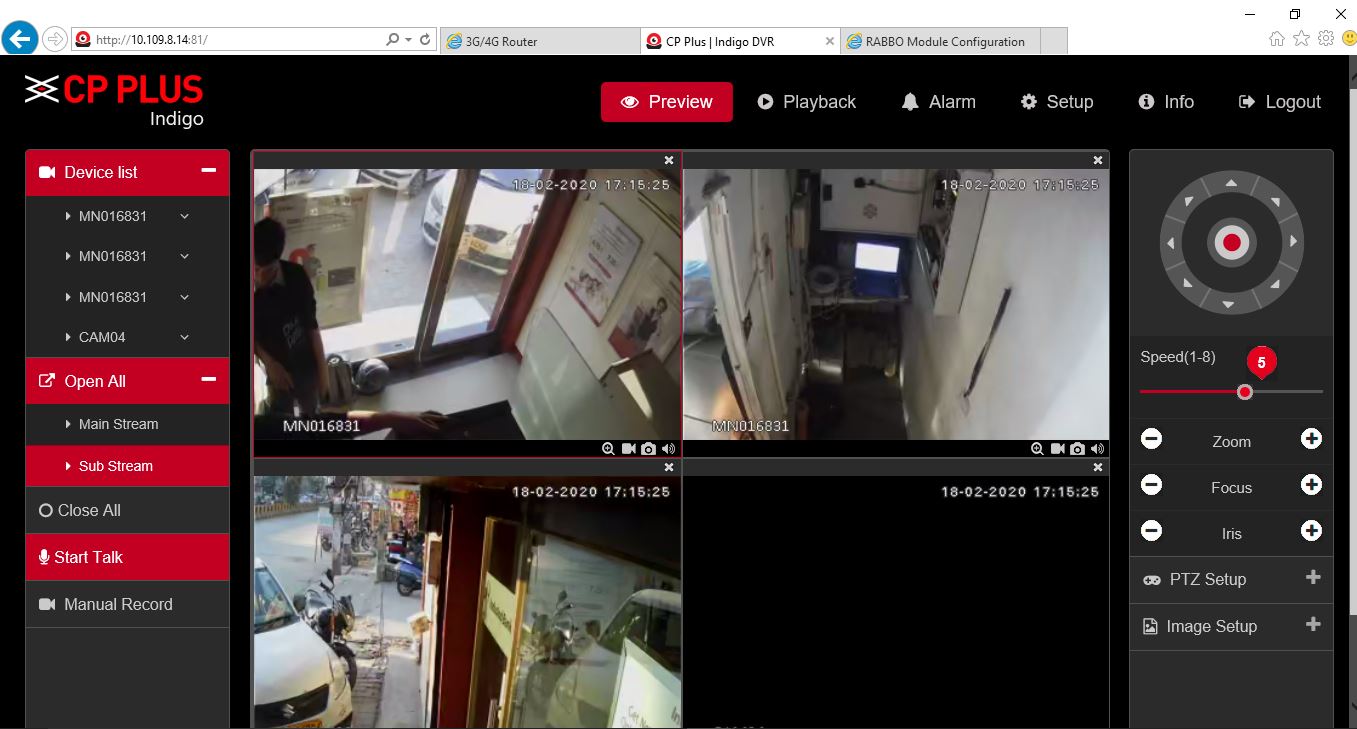 http://10.109.8.14:81/
3G/4G Router
CP Plus | Indigo DVR
RABBO Module Configuration
CP PLUS
Indigo
Preview
Playback
Alarm
Setup
Info
Logout
Device list
MN016831
MN016831
MN016831
CAM04
Open All
Main Stream
Sub Stream
Close All
Start Talk
Manual Record
18-02-2020 17:15:25
MN016831
18-02-2020 17:15:25
MN016831
18-02-2020 17:15:25
18-02-2020 17:15:25
Speed(1-8)
5
Zoom
Focus
Iris
PTZ Setup
Image Setup